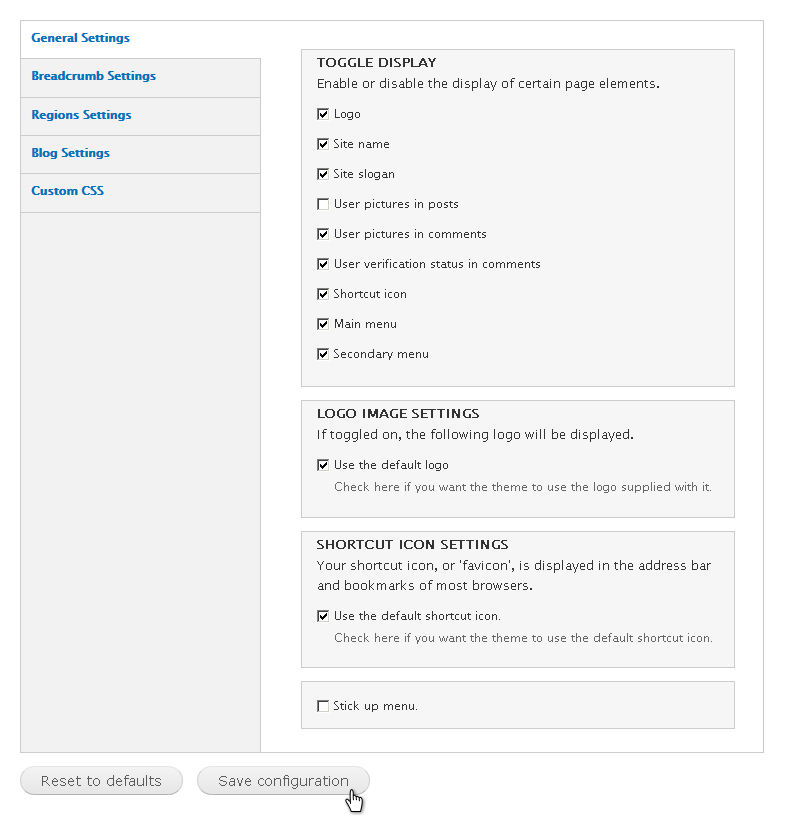 General Settings
Breadcrumb Settings
Regions Settings
Blog Settings
Custom CSS
TOGGLE DISPLAY
Enable or disable the display of certain page elements.
Logo
Site name
Site slogan
User pictures in posts
User pictures in comments
User verification status in comments
Shortcut icon
Main menu
Secondary menu
LOGO IMAGE SETTINGS
If toggled on, the following logo will be displayed.
Use the default logo
Check here if you want the theme to use the logo supplied with it.
SHORTCUT ICON SETTINGS
Your shortcut icon, or 'favicon', is displayed in the address bar
and bookmarks of most browsers.
Use the default shortcut icon.
Check here if you want the theme to use the default shortcut icon.
Stick up menu.
Reset to defaults
Save configuration